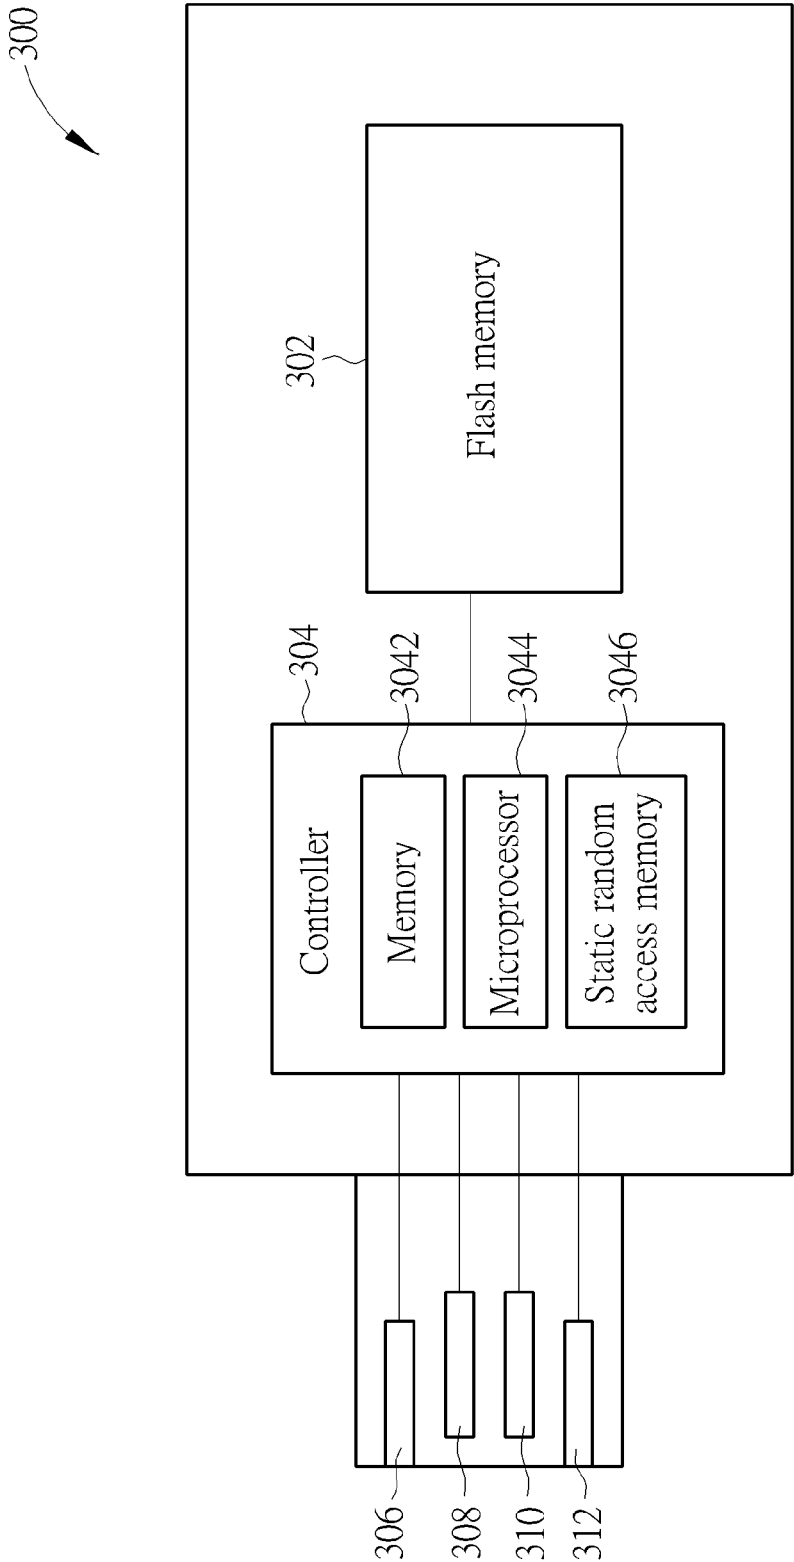 300
302
Flash memory
304
3042
3044
3046
Controller
Memory
Microprocessor
Static random
access memory
306
308
310
312